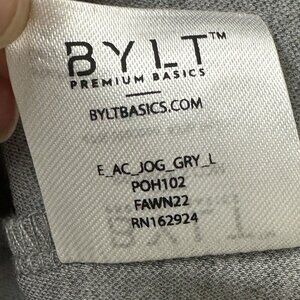 BYLT™
PREMIUM BASICS
BYLTBASICS.COM
E_AC_JOG_GRY_L
POH102
FAWN22
RN162924